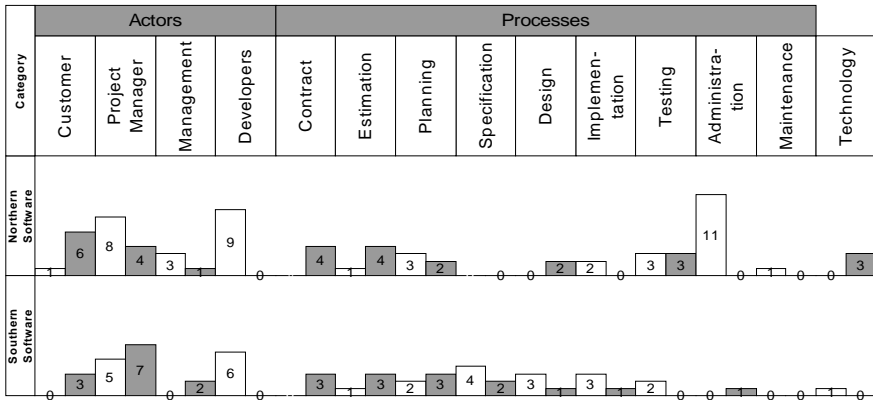 Actors Processes
Category
Customer
Project
Manager
Management
Developers
Contract
Estimation
Planning
Specification
Design
Implemen-
tation
Testing
Administra-
tion
Maintenance
Technology
Northern
Software
1 6 8 4 3 1 9 0 4 1 4 3 2 0 0 2 2 0 3 3 11 0 1 0 0 3
Southern
Software
0 3 5 7 0 2 6 0 3 1 3 2 3 4 2 3 1 3 1 2 0 0 1 0 0 1 0